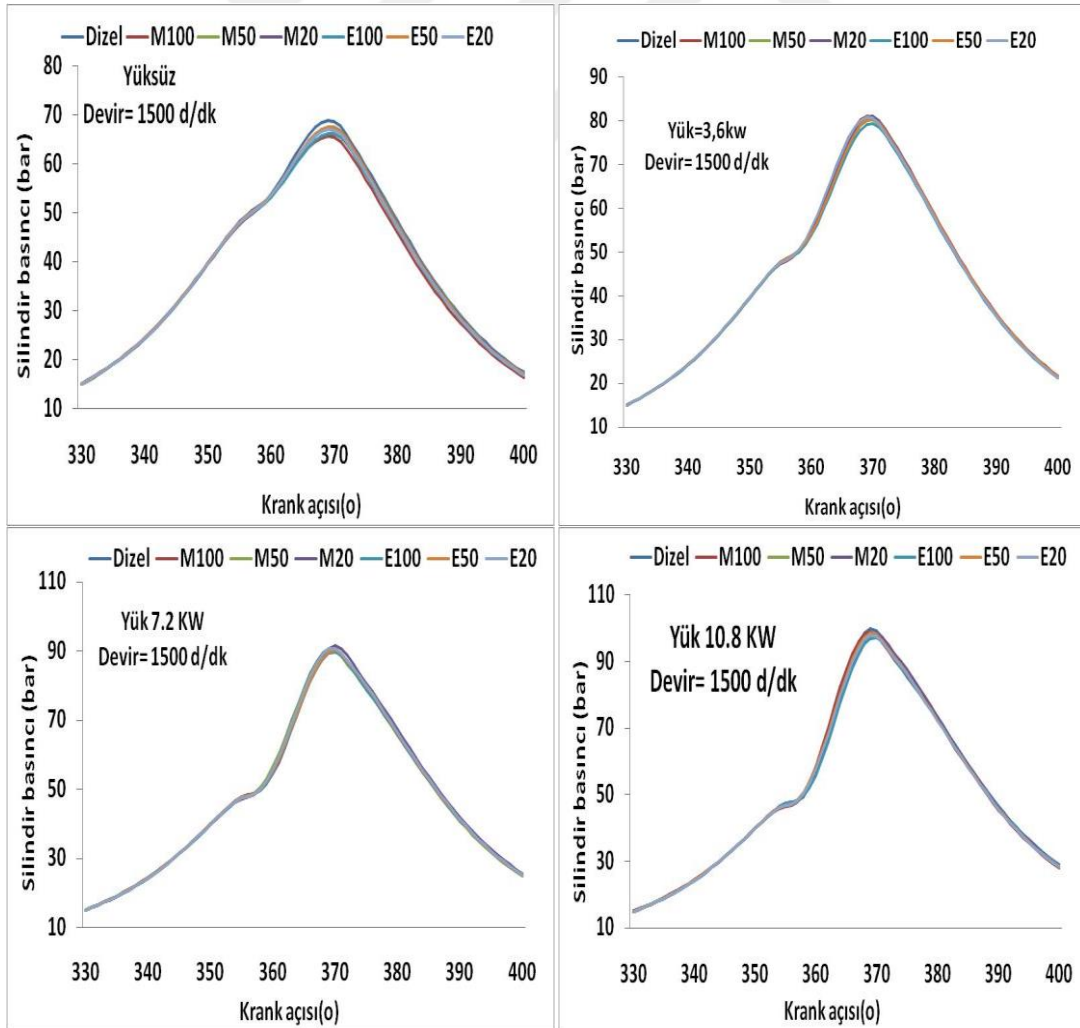 Dizel M100 M50 M20 E100 E50 E20
Yüksüz
Devir= 1500 d/dk
Silindir basıncı (bar)
80
70
60
50
40
30
20
10
330 340 350 360 370 380 390 400
Krank açısı(o)
Dizel M100 M50 M20 E100 E50 E20
Yük=3,6kw
Devir= 1500 d/dk
Silindir basıncı (bar)
90
80
70
60
50
40
30
20
10
330 340 350 360 370 380 390 400
Krank açısı(o)
Dizel M100 M50 M20 E100 E50 E20
Yük 7.2 KW
Devir= 1500 d/dk
Silindir basıncı (bar)
110
90
70
50
30
10
330 340 350 360 370 380 390 400
Krank açısı(o)
Dizel M100 M50 M20 E100 E50 E20
Yük 10.8 KW
Devir= 1500 d/dk
Silindir basıncı (bar)
110
90
70
50
30
10
330 340 350 360 370 380 390 400
Krank açısı(o)